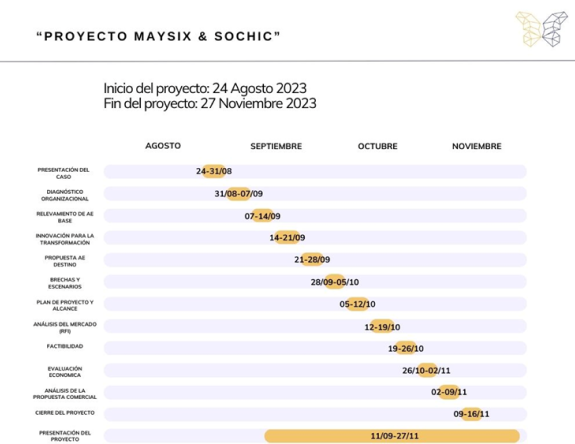 “PROYECTO MAYSIX & SOCHIC”
Inicio del proyecto: 24 Agosto 2023
Fin del proyecto: 27 Noviembre 2023
AGOSTO SEPTIEMBRE OCTUBRE NOVIEMBRE
PRESENTACIÓN DEL
CASO
24-31/08
DIAGNÓSTICO
ORGANIZACIONAL
31/08-07/09
RELEVAMIENTO DE AE
BASE
07-14/09
INNOVACIÓN PARA LA
TRANSFORMACIÓN
14-21/09
PROPUESTA AE
DESTINO
21-28/09
BRECHAS Y
ESCENARIOS
28/09-05/10
PLAN DE PROYECTO Y
ALCANCE
05-12/10
ANÁLISIS DEL MERCADO
(RFI)
12-19/10
FACTIBILIDAD
19-26/10
EVALUACIÓN
ECONOMICA
26/10-02/11
ANÁLISIS DE LA
PROPUESTA COMERCIAL
02-09/11
CIERRE DEL PROYECTO
09-16/11
PRESENTACIÓN DEL
PROYECTO
11/09-27/11